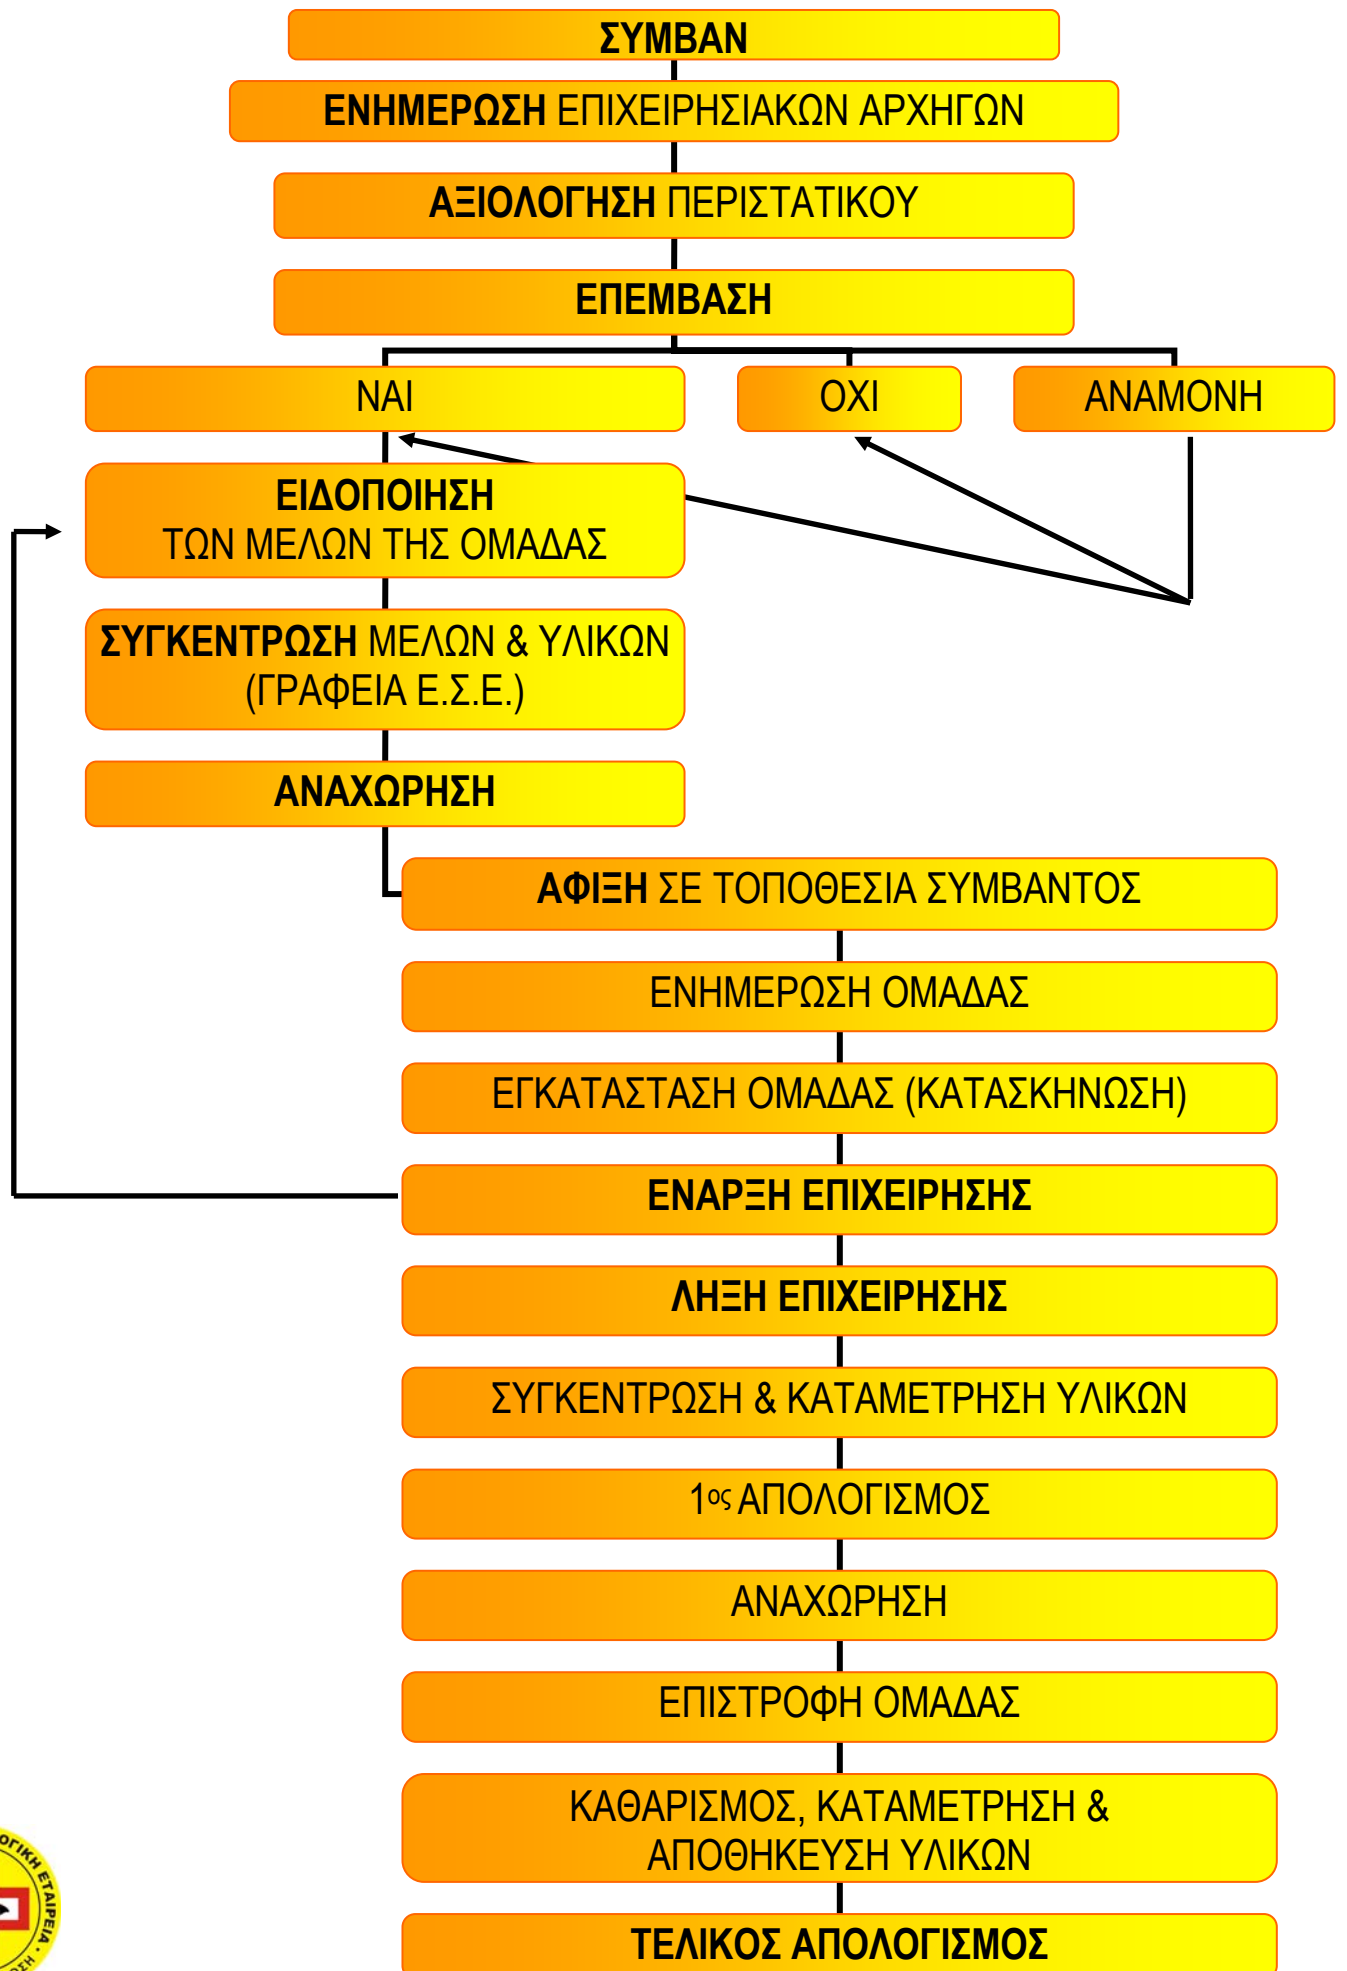 ΣΥΜΒΑΝ
ΕΝΗΜΕΡΩΣΗ ΕΠΙΧΕΙΡΗΣΙΑΚΩΝ ΑΡΧΗΓΩΝ
ΑΞΙΟΛΟΓΗΣΗ ΠΕΡΙΣΤΑΤΙΚΟΥ
ΕΠΕΜΒΑΣΗ
ΝΑΙ
ΟΧΙ
ΑΝΑΜΟΝΗ
ΕΙΔΟΠΟΙΗΣΗ
ΤΩΝ ΜΕΛΩΝ ΤΗΣ ΟΜΑΔΑΣ
ΣΥΓΚΕΝΤΡΩΣΗ ΜΕΛΩΝ & ΥΛΙΚΩΝ
(ΓΡΑΦΕΙΑ Ε.Σ.Ε.)
ΑΝΑΧΩΡΗΣΗ
ΑΦΙΞΗ ΣΕ ΤΟΠΟΘΕΣΙΑ ΣΥΜΒΑΝΤΟΣ
ΕΝΗΜΕΡΩΣΗ ΟΜΑΔΑΣ
ΕΓΚΑΤΑΣΤΑΣΗ ΟΜΑΔΑΣ (ΚΑΤΑΣΚΗΝΩΣΗ)
ΕΝΑΡΞΗ ΕΠΙΧΕΙΡΗΣΗΣ
ΛΗΞΗ ΕΠΙΧΕΙΡΗΣΗΣ
ΣΥΓΚΕΝΤΡΩΣΗ & ΚΑΤΑΜΕΤΡΗΣΗ ΥΛΙΚΩΝ
1ος ΑΠΟΛΟΓΙΣΜΟΣ
ΑΝΑΧΩΡΗΣΗ
ΕΠΙΣΤΡΟΦΗ ΟΜΑΔΑΣ
ΚΑΘΑΡΙΣΜΟΣ, ΚΑΤΑΜΕΤΡΗΣΗ &
ΑΠΟΘΗΚΕΥΣΗ ΥΛΙΚΩΝ
ΤΕΛΙΚΟΣ ΑΠΟΛΟΓΙΣΜΟΣ
ΕΤΑΙΡΕΙΑ